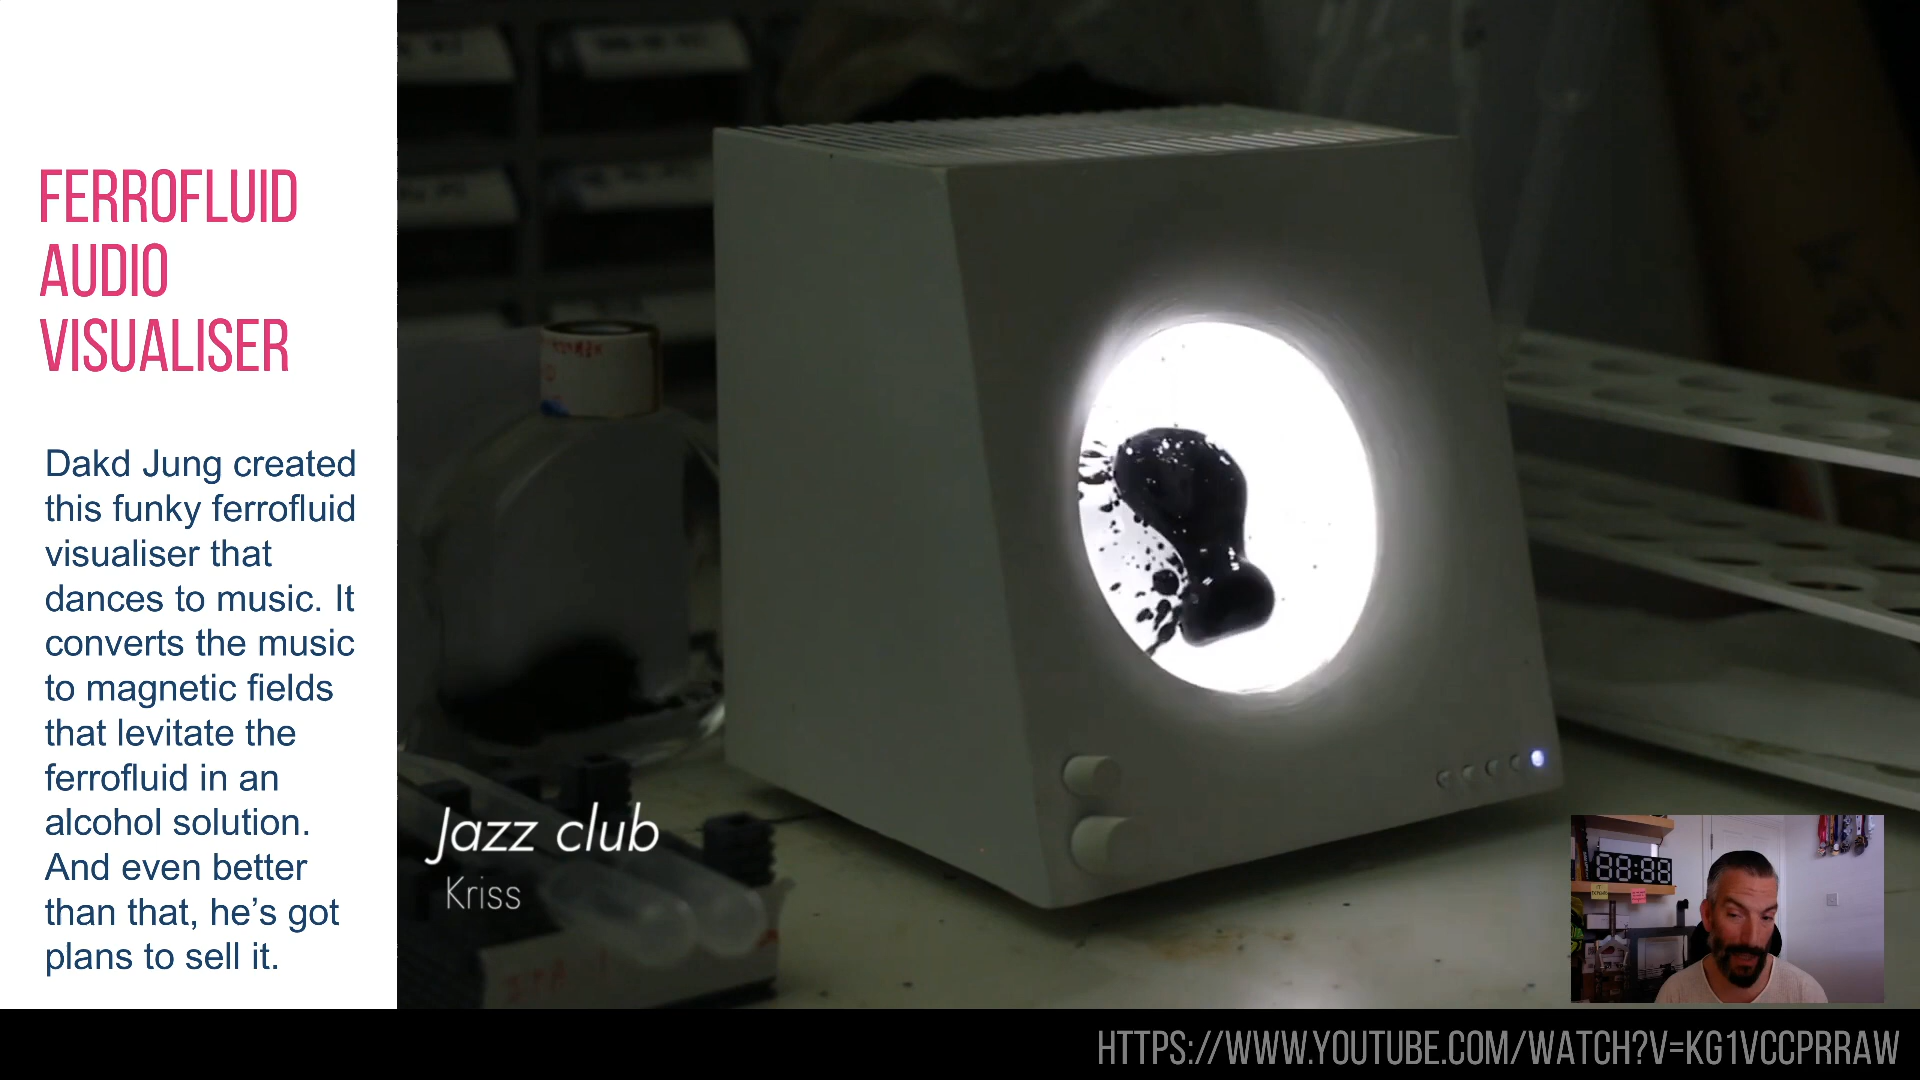 FERROFLUID
AUDIO
VISUALISER
Dakd Jung created
this funky ferrofluid
visualiser that
dances to music. It
converts the music
to magnetic fields
that levitate the
ferrofluid in an
alcohol solution.
And even better
than that, he's got
plans to sell it.
Jazz club
Kriss
88:88
HTTPS://WWW.YOUTUBE.COM/WATCH?V=KG1VCCPRRAW